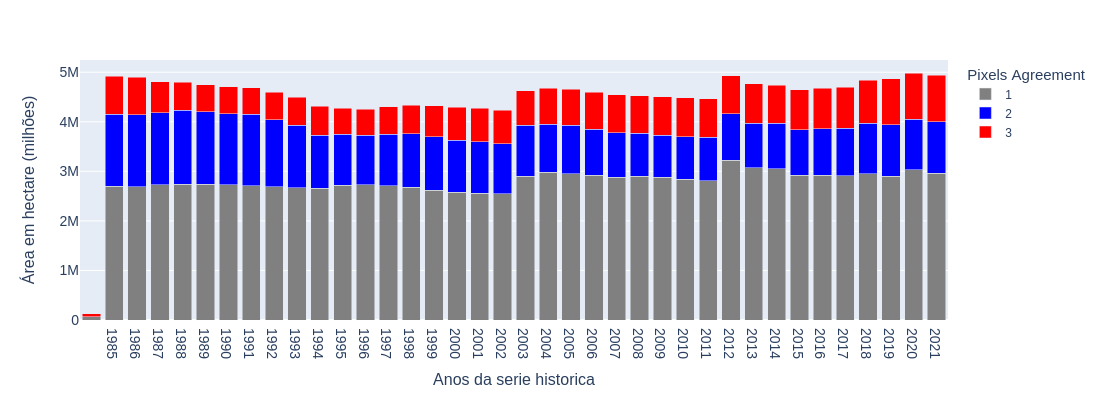 5M
4M
3M
2M
1M
0
Área em hectare (milhões)
1985 1986 1987 1988 1989 1990 1991 1992 1993 1994 1995 1996 1997 1998 1999 2000 2001 2002 2003 2004 2005 2006 2007 2008 2009 2010 2011 2012 2013 2014 2015 2016 2017 2018 2019 2020 2021
Anos da serie historica
Pixels Agreement
1
2
3